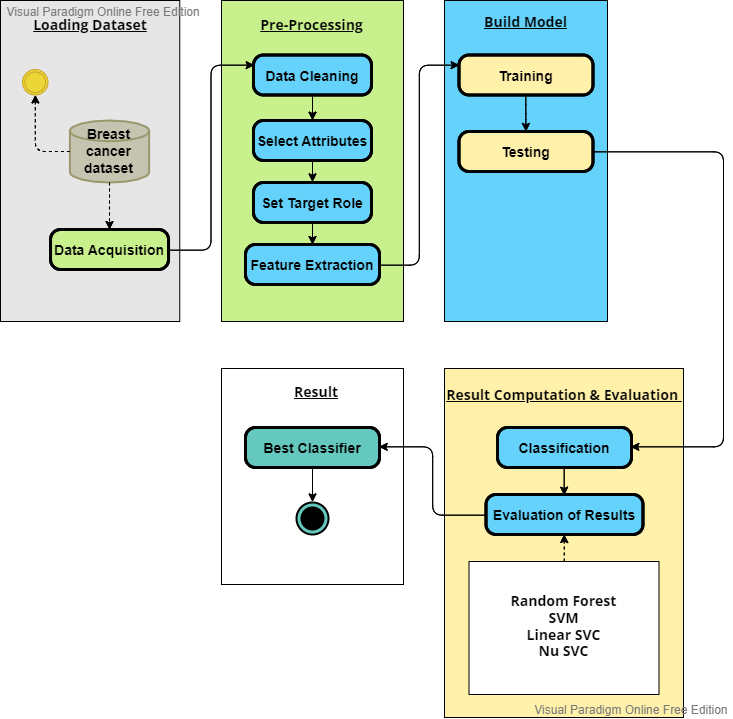 Visual Paradigm Online Free Edition
Loading Dataset
Breast
cancer
dataset
Data Acquisition
Pre-Processing
Data Cleaning
Select Attributes
Set Target Role
Feature Extraction
Build Model
Training
Testing
Result Computation & Evaluation
Classification
Evaluation of Results
Random Forest
SVM
Linear SVC
Nu SVC
Result
Best Classifier
Visual Paradigm Online Free Edition